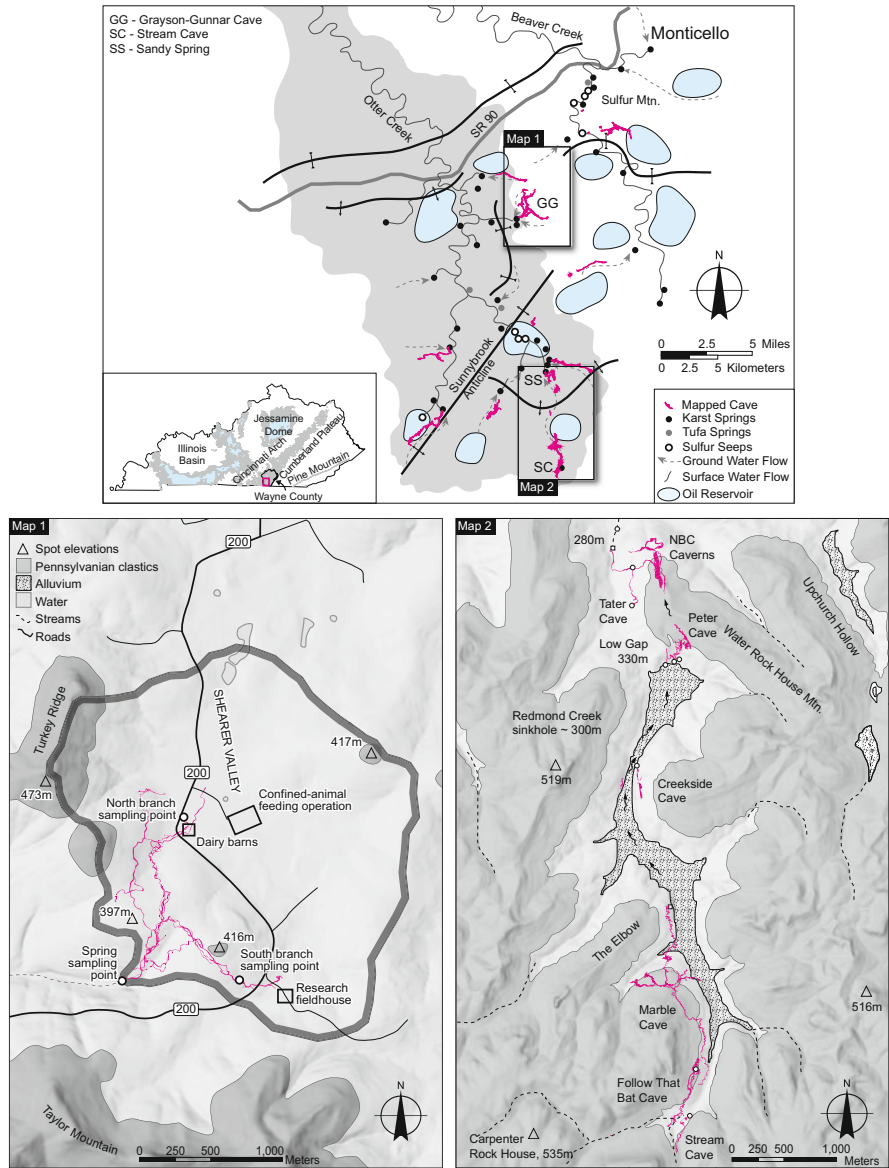 GG - Grayson-Gunnar Cave
SC - Stream Cave
SS - Sandy Spring
Beaver Creek
Monticello
Otter Creek
SR 90
Sulfur Mtn.
Map 1
GG
N
0 2.5 5 Miles
0 2.5 5 Kilometers
Sunnybrook
Anticline
SS
SC
Map 2
Jessamine
Dome
Illinois
Basin
Cincinnati Arch
Cumberland Plateau
Pine Mountain
Wayne County
Mapped Cave
Karst Springs
Tufa Springs
Sulfur Seeps
Ground Water Flow
Surface Water Flow
Oil Reservoir
Map 1
Spot elevations
Pennsylvanian clastics
Alluvium
Water
Streams
Roads
200
SHEARER VALLEY
Turkey Ridge
417m
473m
200
North branch
sampling point
Confined-animal
feeding operation
Dairy barns
397m
416m
Spring
sampling
point
South branch
sampling point
Research
fieldhouse
200
Taylor Mountain
N
0 250 500 1,000
Meters
Map 2
280m
NBC
Caverns
Tater
Cave
Peter
Cave
Upchurch Hollow
Water Rock House Mtn.
Low Gap
330m
Redmond Creek
sinkhole ~ 300m
519m
Creekside
Cave
The Elbow
516m
Marble
Cave
Follow That
Bat Cave
Carpenter
Rock House, 535m
Stream
Cave
N
0 250 500 1,000
Meters